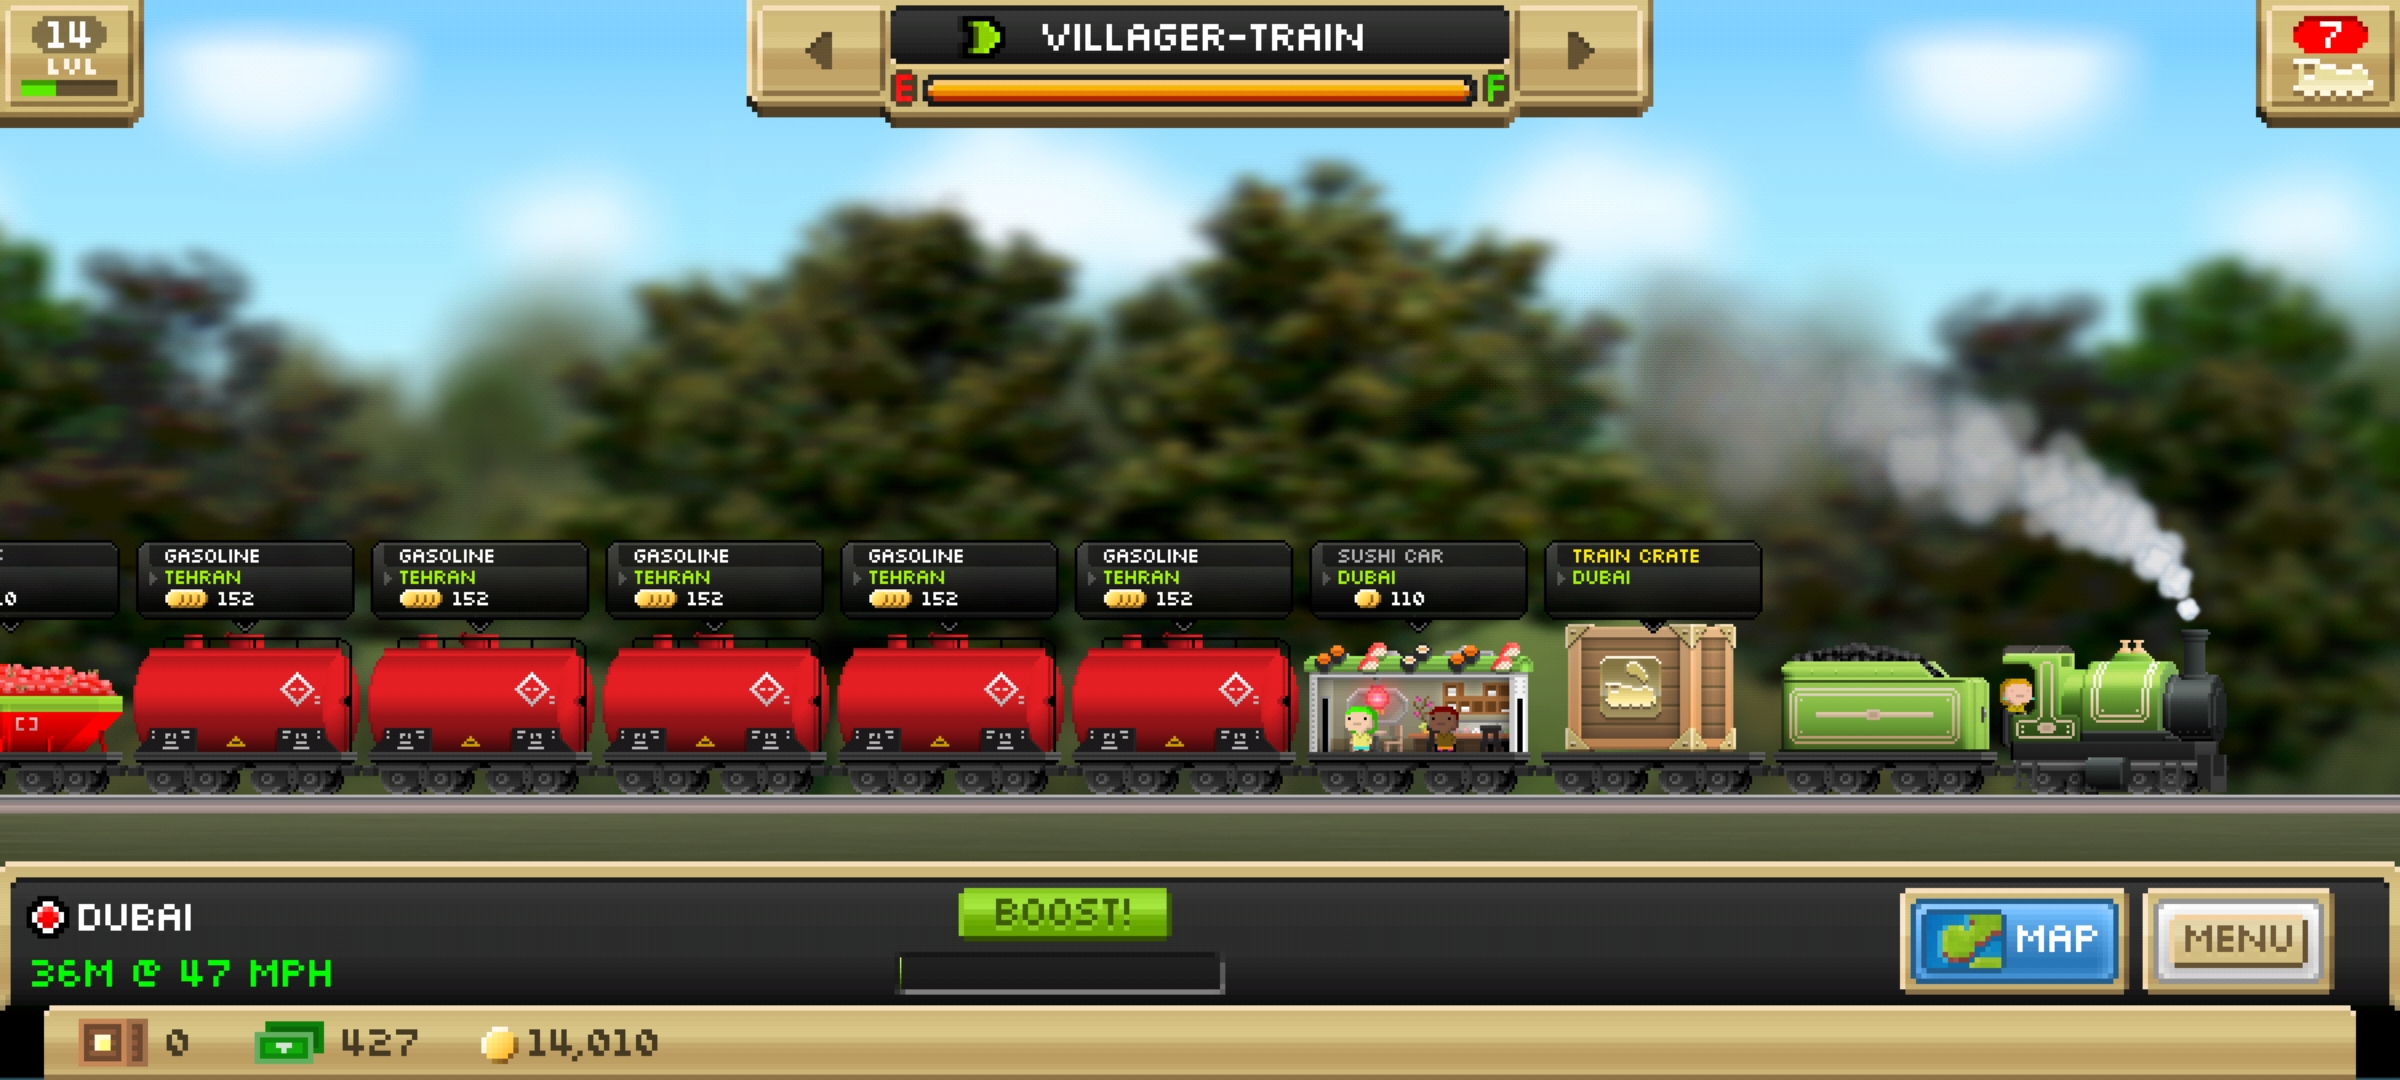 14
LVL
VILLAGER-TRAIN
E
F
7
GASOLINE
TEHRAN
152
GASOLINE
TEHRAN
152
GASOLINE
TEHRAN
152
GASOLINE
TEHRAN
152
GASOLINE
TEHRAN
152
SUSHI CAR
DUBAI
110
TRAIN CRATE
DUBAI
DUBAI
36M @ 47 MPH
BOOST!
MAP
MENU
0
427
14,010